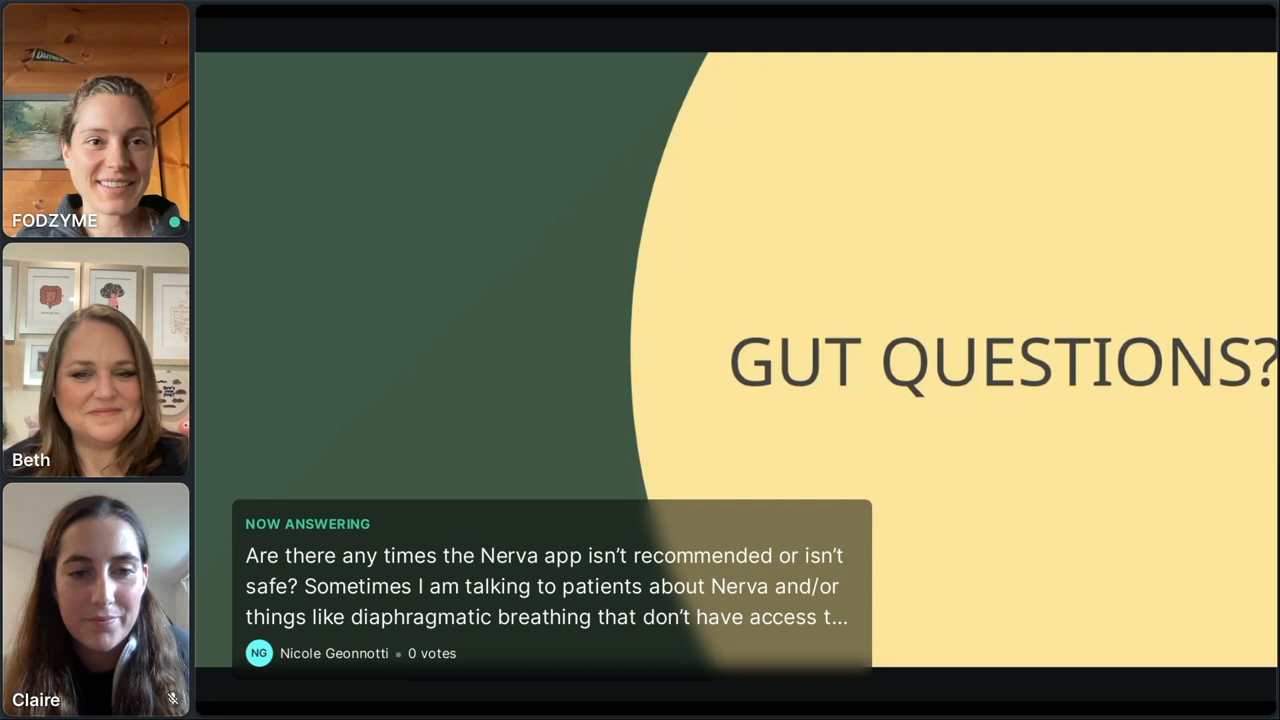 DARTMOUTH
FODZYME
Beth
Claire
GUT QUESTIONS?
NOW ANSWERING
Are there any times the Nerva app isn’t recommended or isn’t
safe? Sometimes I am talking to patients about Nerva and/or
things like diaphragmatic breathing that don’t have access t...
NG
Nicole Geonnotti
0 votes